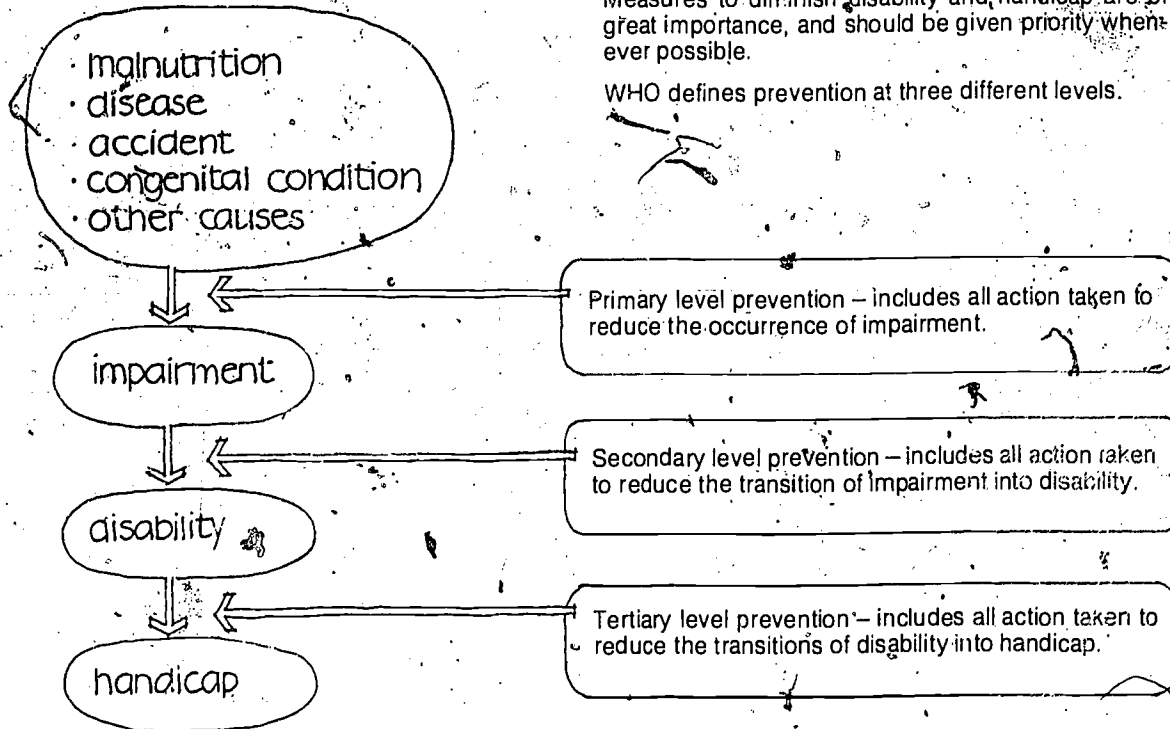 Measures to diminish disability and handicap are of
great importance, and should be given priority when-
ever possible.
WHO defines prevention at three different levels.
· malnutrition
· disease
· accident
· congenital condition
· other causes
Primary level prevention – includes all action taken to
reduce the occurrence of impairment.
impairment
Secondary level prevention – includes all action taken
to reduce the transition of impairment into disability.
disability
Tertiary level prevention – includes all action taken to
reduce the transitions of disability into handicap.
handicap